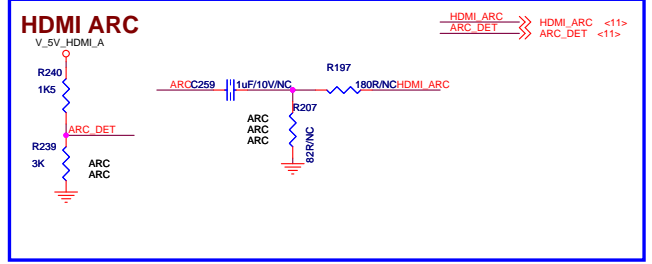 HDMI ARC
V_5V_HDMI_A
HDMI_ARC
ARC_DET
HDMI_ARC <11>
ARC_DET <11>
R240
1K5
ARC_DET
R239
3K
ARC
ARC
ARC
C259
1uF/10V/NC
R197
180R/NC
HDMI_ARC
R207
82R/NC
ARC
ARC
ARC